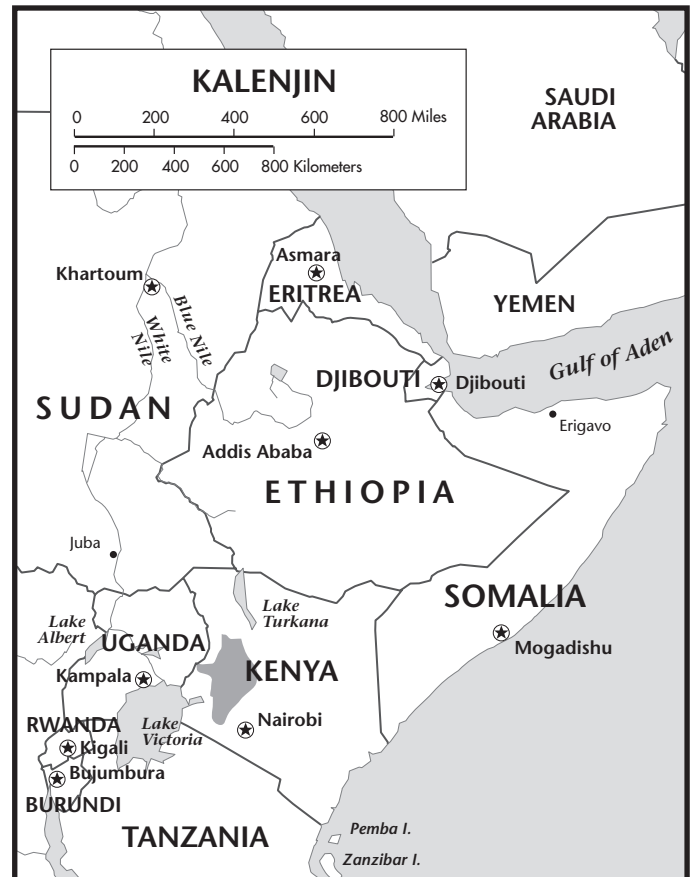 KALENJIN
0 200 400 600 800 Miles
0 200 400 600 800 Kilometers
SAUDI
ARABIA
Asmara
Khartoum
ERITREA
YEMEN
Blue Nile
White
Nile
Gulf of Aden
DJIBOUTI
Djibouti
SUDAN
Erigavo
Addis Ababa
ETHIOPIA
Juba
SOMALIA
Lake
Turkana
Lake
Albert
UGANDA
Mogadishu
KENYA
Kampala
RWANDA
Lake
Victoria
Nairobi
Kigali
Bujumbura
BURUNDI
TANZANIA
Pemba I.
Zanzibar I.